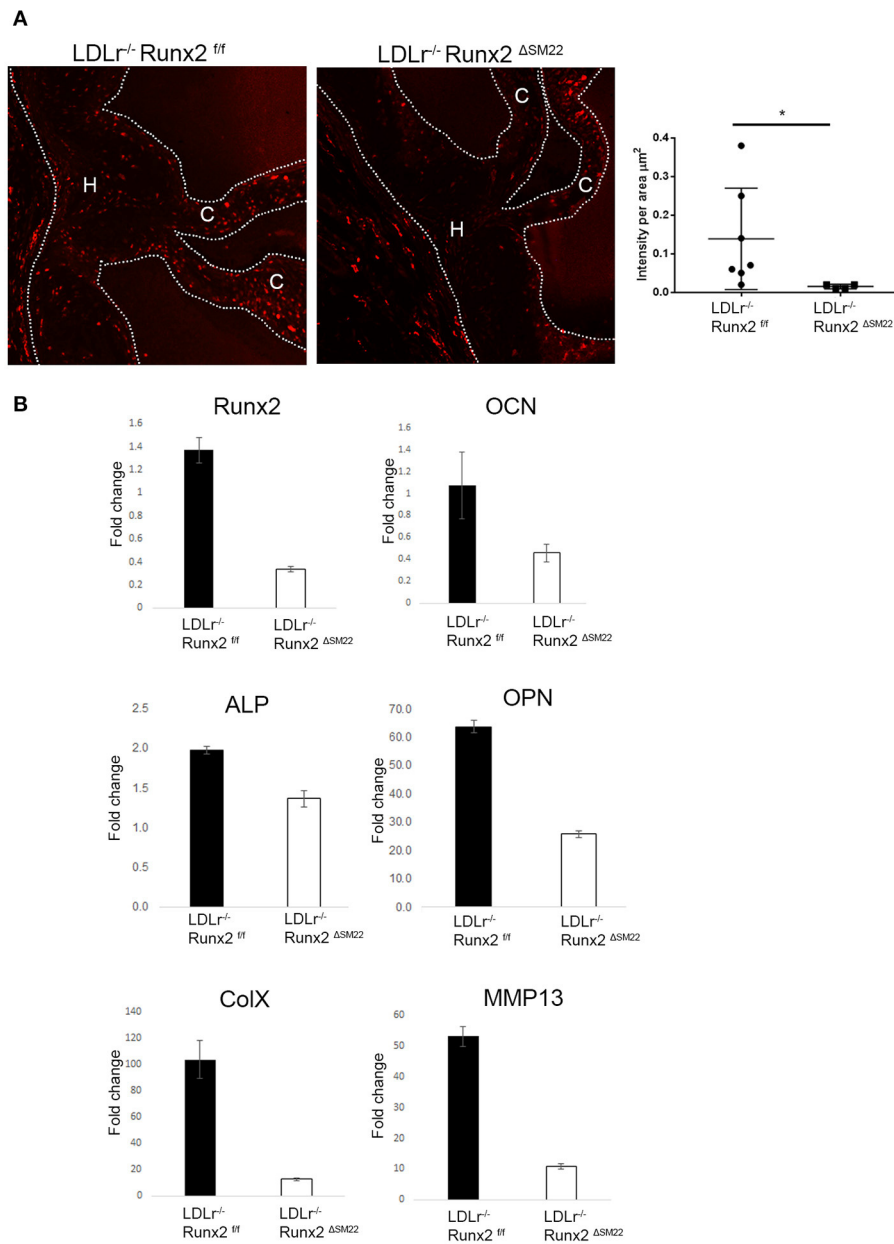 A
LDLr-/- Runx2 f/f
LDLr-/- Runx2 ΔSM22
H
C
C
C
C
H
*
Intensity per area µm²
0.4
0.3
0.2
0.1
0.0
LDLr-/-
Runx2 f/f
LDLr-/-
Runx2 ΔSM22
B
Runx2
Fold change
1.6
1.4
1.2
1
0.8
0.6
0.4
0.2
0
LDLr-/-
Runx2 f/f
LDLr-/-
Runx2 ΔSM22
OCN
Fold change
1.6
1.4
1.2
1
0.8
0.6
0.4
0.2
0
LDLr-/-
Runx2 f/f
LDLr-/-
Runx2 ΔSM22
ALP
Fold change
2.5
2.0
1.5
1.0
0.5
0.0
LDLr-/-
Runx2 f/f
LDLr-/-
Runx2 ΔSM22
OPN
Fold change
70.0
60.0
50.0
40.0
30.0
20.0
10.0
0.0
LDLr-/-
Runx2 f/f
LDLr-/-
Runx2 ΔSM22
ColX
Fold change
140
120
100
80
60
40
20
0
LDLr-/-
Runx2 f/f
LDLr-/-
Runx2 ΔSM22
MMP13
Fold change
60
50
40
30
20
10
0
LDLr-/-
Runx2 f/f
LDLr-/-
Runx2 ΔSM22